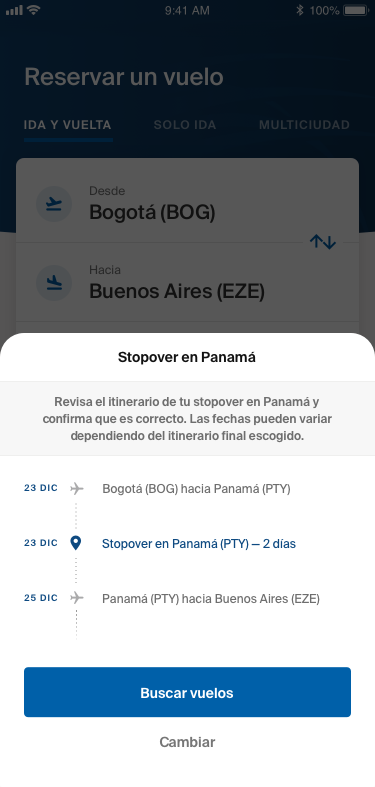 9:41 AM
100%
Reservar un vuelo
IDA Y VUELTA
SOLO IDA
MULTICIUDAD
Desde
Bogotá (BOG)
Hacia
Buenos Aires (EZE)
Stopover en Panamá
Revisa el itinerario de tu stopover en Panamá y
confirma que es correcto. Las fechas pueden variar
dependiendo del itinerario final escogido.
23 DIC Bogotá (BOG) hacia Panamá (PTY)
23 DIC Stopover en Panamá (PTY) — 2 días
25 DIC Panamá (PTY) hacia Buenos Aires (EZE)
Buscar vuelos
Cambiar